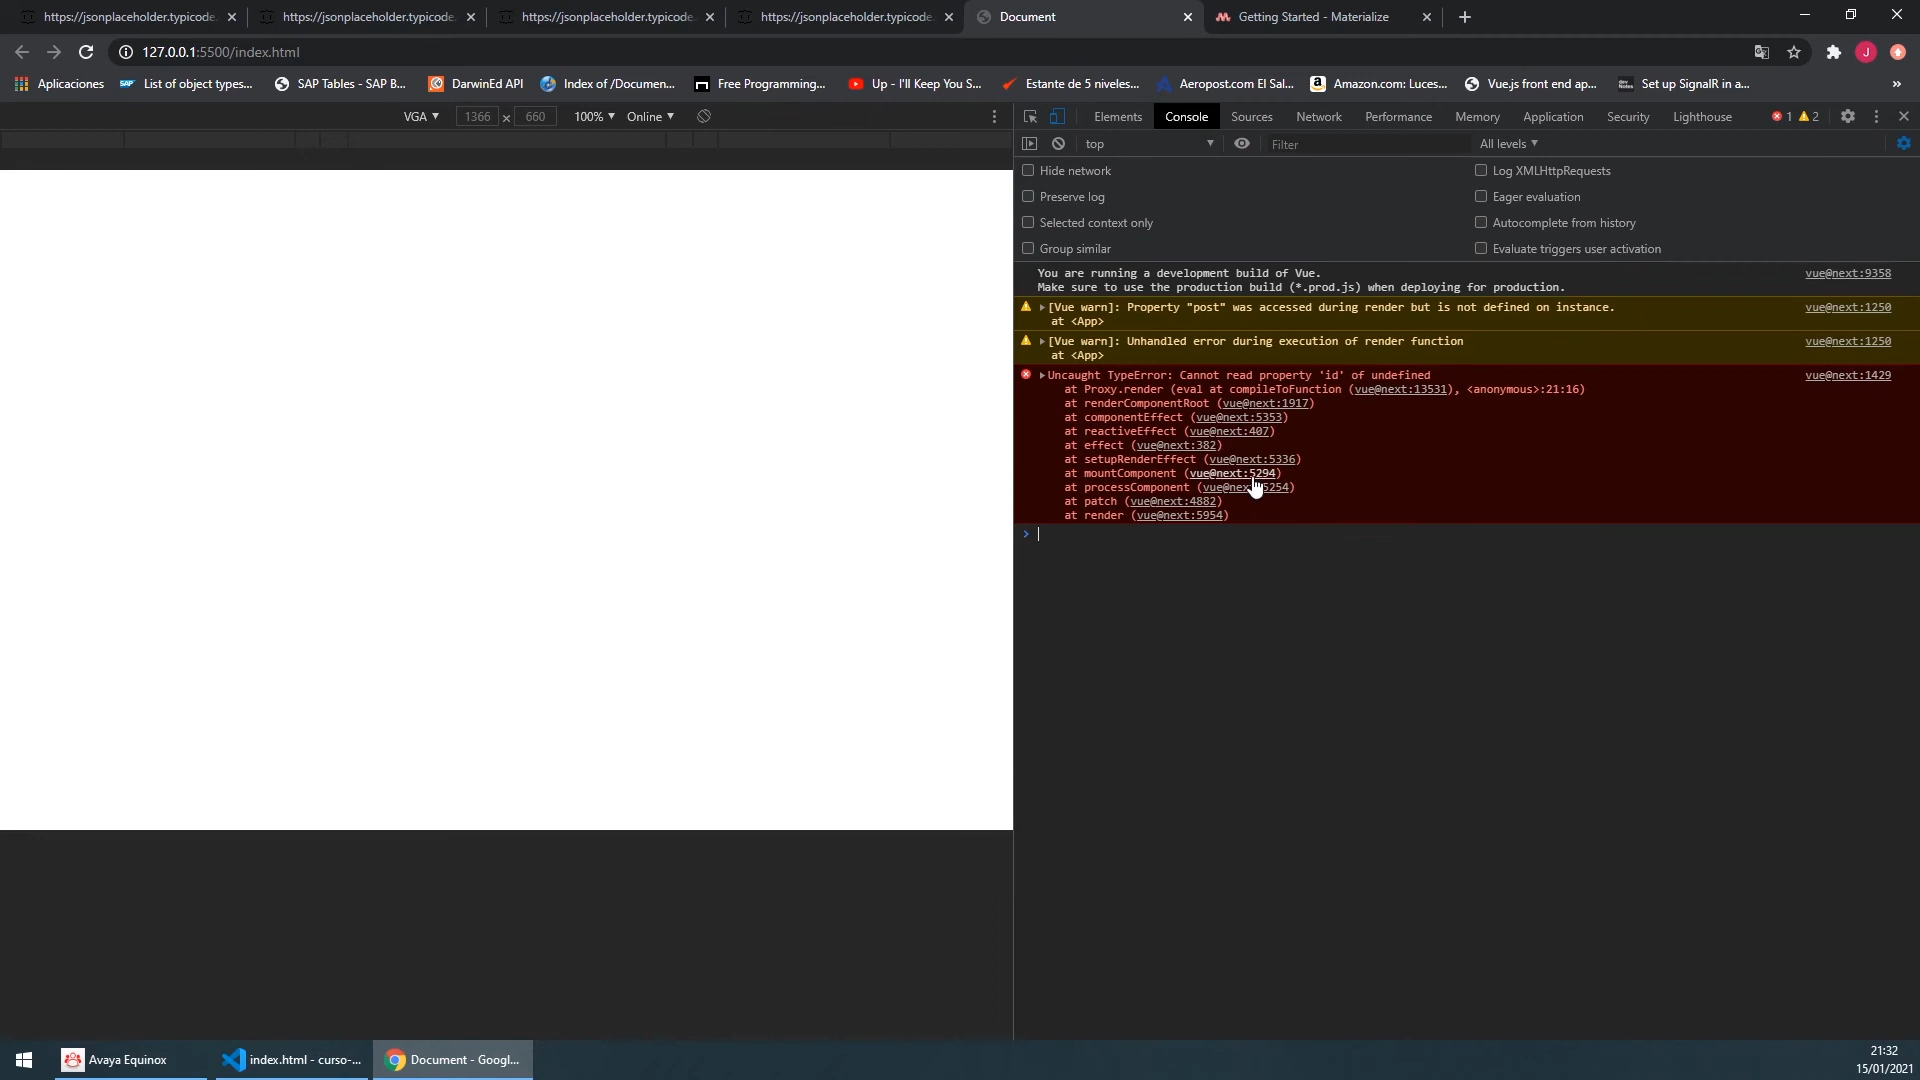 https://jsonplaceholder.typicode.
https://jsonplaceholder.typicode.
https://jsonplaceholder.typicode.
https://jsonplaceholder.typicode.
Document
Getting Started - Materialize
127.0.0.1:5500/index.html
J
Aplicaciones
SAP List of object types...
SAP Tables - SAP B...
DarwinEd API
Index of /Documen...
Free Programming...
Up - I'll Keep You S...
Estante de 5 niveles...
Aeropost.com El Sal...
Amazon.com: Luces...
Vue.js front end ap...
Set up SignalR in a...
»
VGA
1366 x 660
100%
Online
Elements
Console
Sources
Network
Performance
Memory
Application
Security
Lighthouse
1
2
top
Filter
All levels
Hide network
Log XMLHttpRequests
Preserve log
Eager evaluation
Selected context only
Autocomplete from history
Group similar
Evaluate triggers user activation
You are running a development build of Vue. vue@next:9358
Make sure to use the production build (*.prod.js) when deploying for production.
[Vue warn]: Property "post" was accessed during render but is not defined on instance. vue@next:1250
at <App>
[Vue warn]: Unhandled error during execution of render function vue@next:1250
at <App>
Uncaught TypeError: Cannot read property 'id' of undefined vue@next:1429
at Proxy.render (eval at compileToFunction (vue@next:13531), <anonymous>:21:16)
at renderComponentRoot (vue@next:1917)
at componentEffect (vue@next:5353)
at reactiveEffect (vue@next:407)
at effect (vue@next:382)
at setupRenderEffect (vue@next:5336)
at mountComponent (vue@next:5294)
at processComponent (vue@nex 5254)
at patch (vue@next:4882)
at render (vue@next:5954)
>
Avaya Equinox
index.html - curso-...
Document - Googl...
21:32
15/01/2021